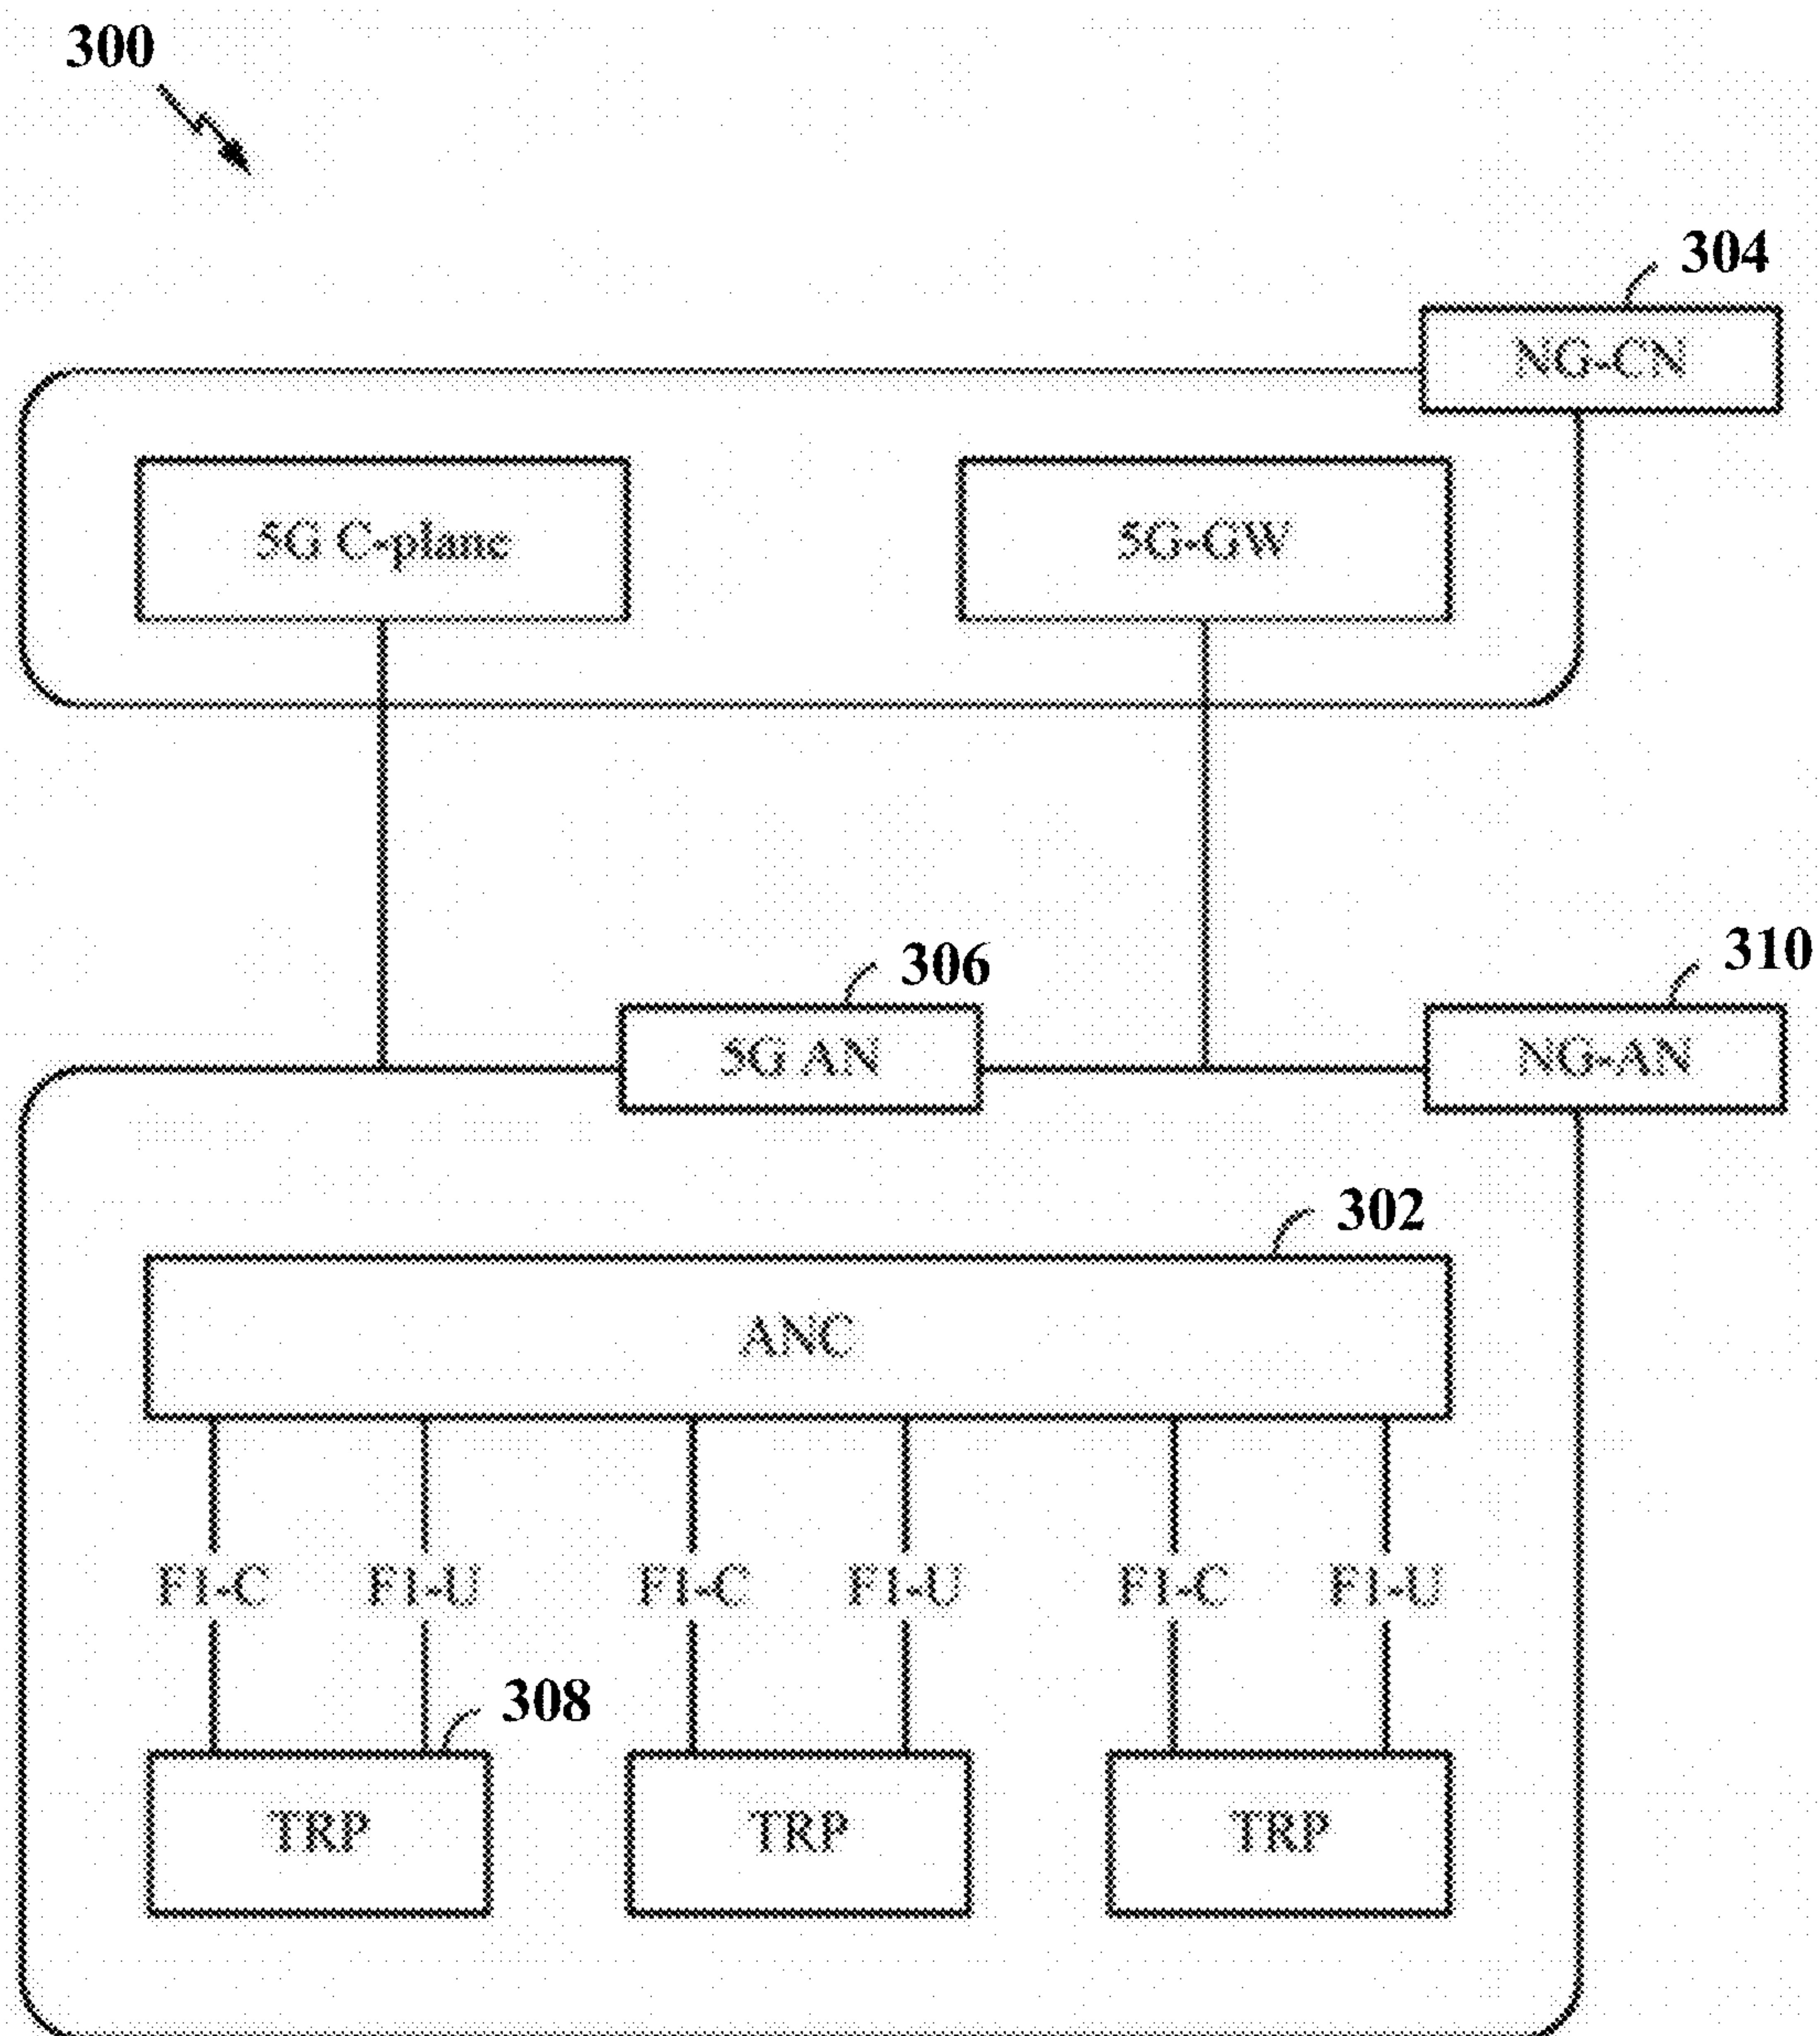 300
304
NG-CN
5G C-plane
5G-GW
306
310
5G AN
NG-AN
302
ANC
F1-C
F1-U
F1-C
F1-U
F1-C
F1-U
308
TRP
TRP
TRP